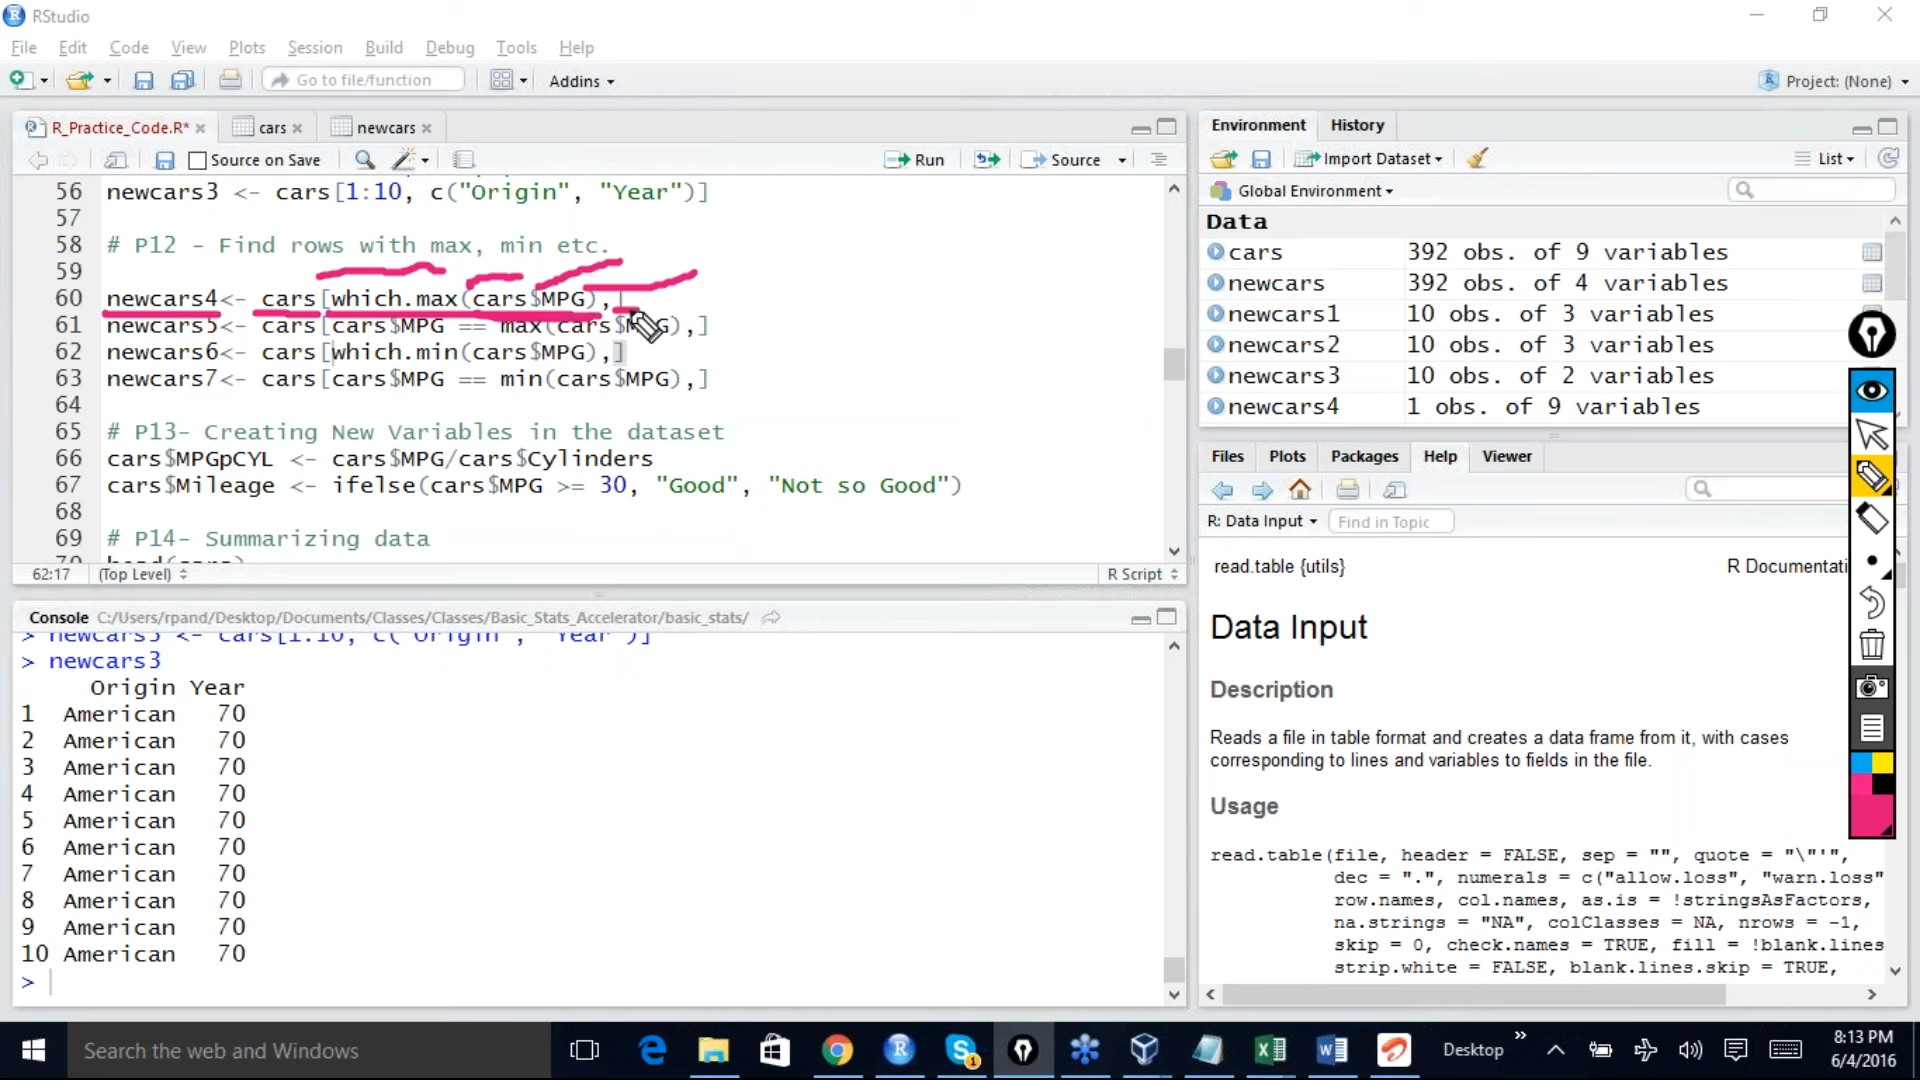 RStudio
File Edit Code View Plots Session Build Debug Tools Help
Go to file/function Addins Project: (None)
R_Practice_Code.R* cars newcars
Source on Save Run Source
56 newcars3 <- cars[1:10, c("Origin", "Year")]
57
58 # P12 - Find rows with max, min etc.
59
60 newcars4<- cars[which.max(cars$MPG),]
61 newcars5<- cars[cars$MPG == max(cars$MPG),]
62 newcars6<- cars[which.min(cars$MPG),]
63 newcars7<- cars[cars$MPG == min(cars$MPG),]
64
65 # P13- Creating New Variables in the dataset
66 cars$MPGpCYL <- cars$MPG/cars$Cylinders
67 cars$Mileage <- ifelse(cars$MPG >= 30, "Good", "Not so Good")
68
69 # P14- Summarizing data
70 head(cars)
62:17 (Top Level) R Script
Console C:/Users/rpand/Desktop/Documents/Classes/Classes/Basic_Stats_Accelerator/basic_stats/
> newcars3 <- cars[1:10, c("Origin", "Year")]
> newcars3
Origin Year
1 American 70
2 American 70
3 American 70
4 American 70
5 American 70
6 American 70
7 American 70
8 American 70
9 American 70
10 American 70
>
Environment History
Import Dataset List
Global Environment
Data
cars 392 obs. of 9 variables
newcars 392 obs. of 4 variables
newcars1 10 obs. of 3 variables
newcars2 10 obs. of 3 variables
newcars3 10 obs. of 2 variables
newcars4 1 obs. of 9 variables
Files Plots Packages Help Viewer
R: Data Input Find in Topic
read.table {utils} R Documentati
Data Input
Description
Reads a file in table format and creates a data frame from it, with cases
corresponding to lines and variables to fields in the file.
Usage
read.table(file, header = FALSE, sep = "", quote = "\"'",
dec = ".", numerals = c("allow.loss", "warn.loss"
row.names, col.names, as.is = !stringsAsFactors,
na.strings = "NA", colClasses = NA, nrows = -1,
skip = 0, check.names = TRUE, fill = !blank.lines
strip.white = FALSE, blank.lines.skip = TRUE,
Search the web and Windows Desktop 8:13 PM
6/4/2016